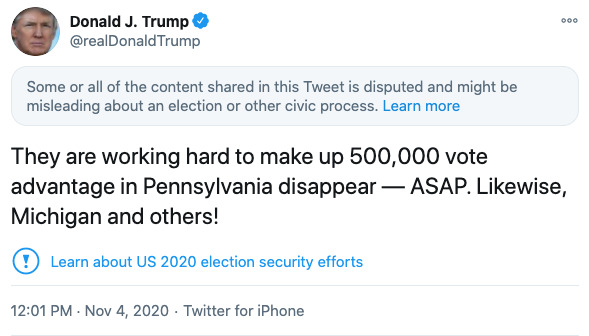 Donald J. Trump
@realDonaldTrump
Some or all of the content shared in this Tweet is disputed and might be
misleading about an election or other civic process. Learn more
They are working hard to make up 500,000 vote
advantage in Pennsylvania disappear — ASAP. Likewise,
Michigan and others!
Learn about US 2020 election security efforts
12:01 PM · Nov 4, 2020 · Twitter for iPhone